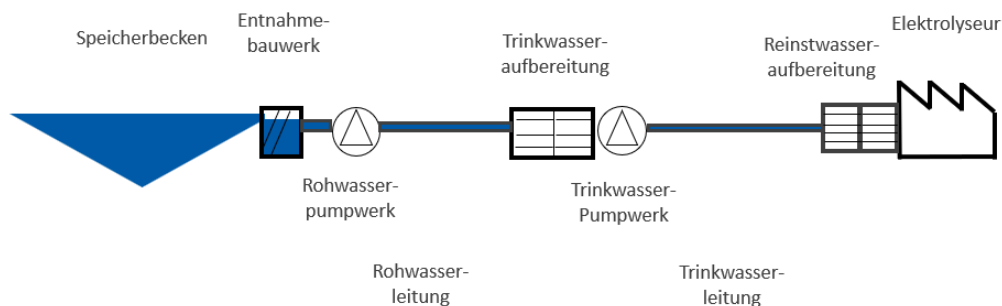 Speicherbecken
Entnahme-
bauwerk
Trinkwasser-
aufbereitung
Reinstwasser-
aufbereitung
Elektrolyseur
Rohwasser-
pumpwerk
Trinkwasser-
Pumpwerk
Rohwasser-
leitung
Trinkwasser-
leitung